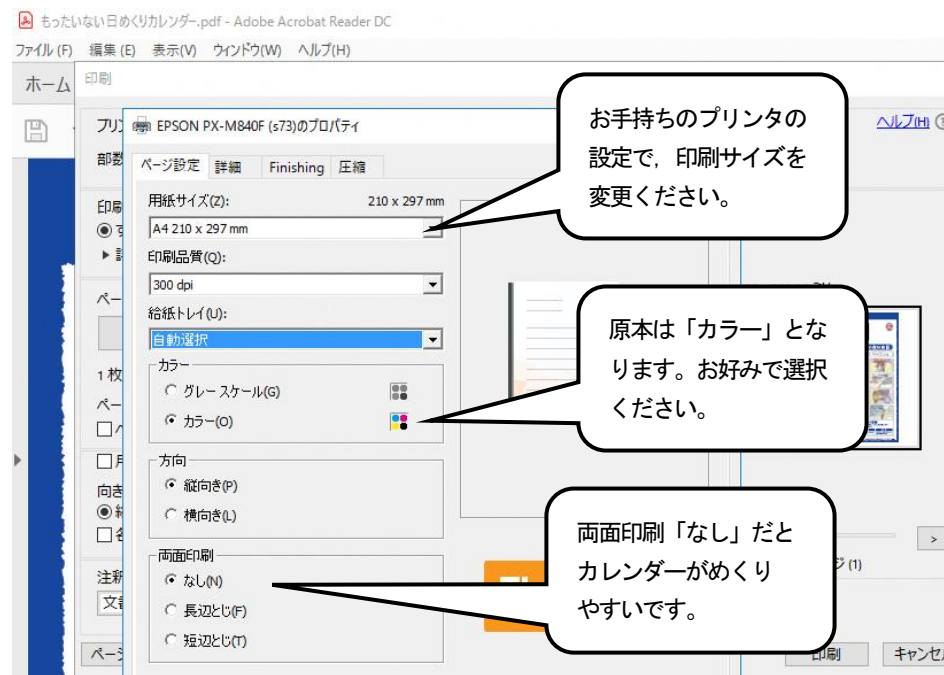 もったいない日めくりカレンダー.pdf - Adobe Acrobat Reader DC
ファイル(F) 編集(E) 表示(V) ウィンドウ(W) ヘルプ(H)
ホーム
印刷
ヘルプ(H)
EPSON PX-M840F (s73)のプロパティ
部数
ページ設定 詳細 Finishing 圧縮
用紙サイズ(Z): 210 x 297 mm
A4 210 x 297 mm
印刷品質(Q):
300 dpi
給紙トレイ(U):
自動選択
カラー
グレースケール(G)
カラー(O)
方向
縦向き(P)
横向き(L)
両面印刷
なし(N)
長辺とじ(F)
短辺とじ(T)
1枚
向き
注釈
(1)
印刷
キャンセル
お手持ちのプリンタの
設定で，印刷サイズを
変更ください。
原本は「カラー」とな
ります。お好みで選択
ください。
両面印刷「なし」だと
カレンダーがめくり
やすいです。